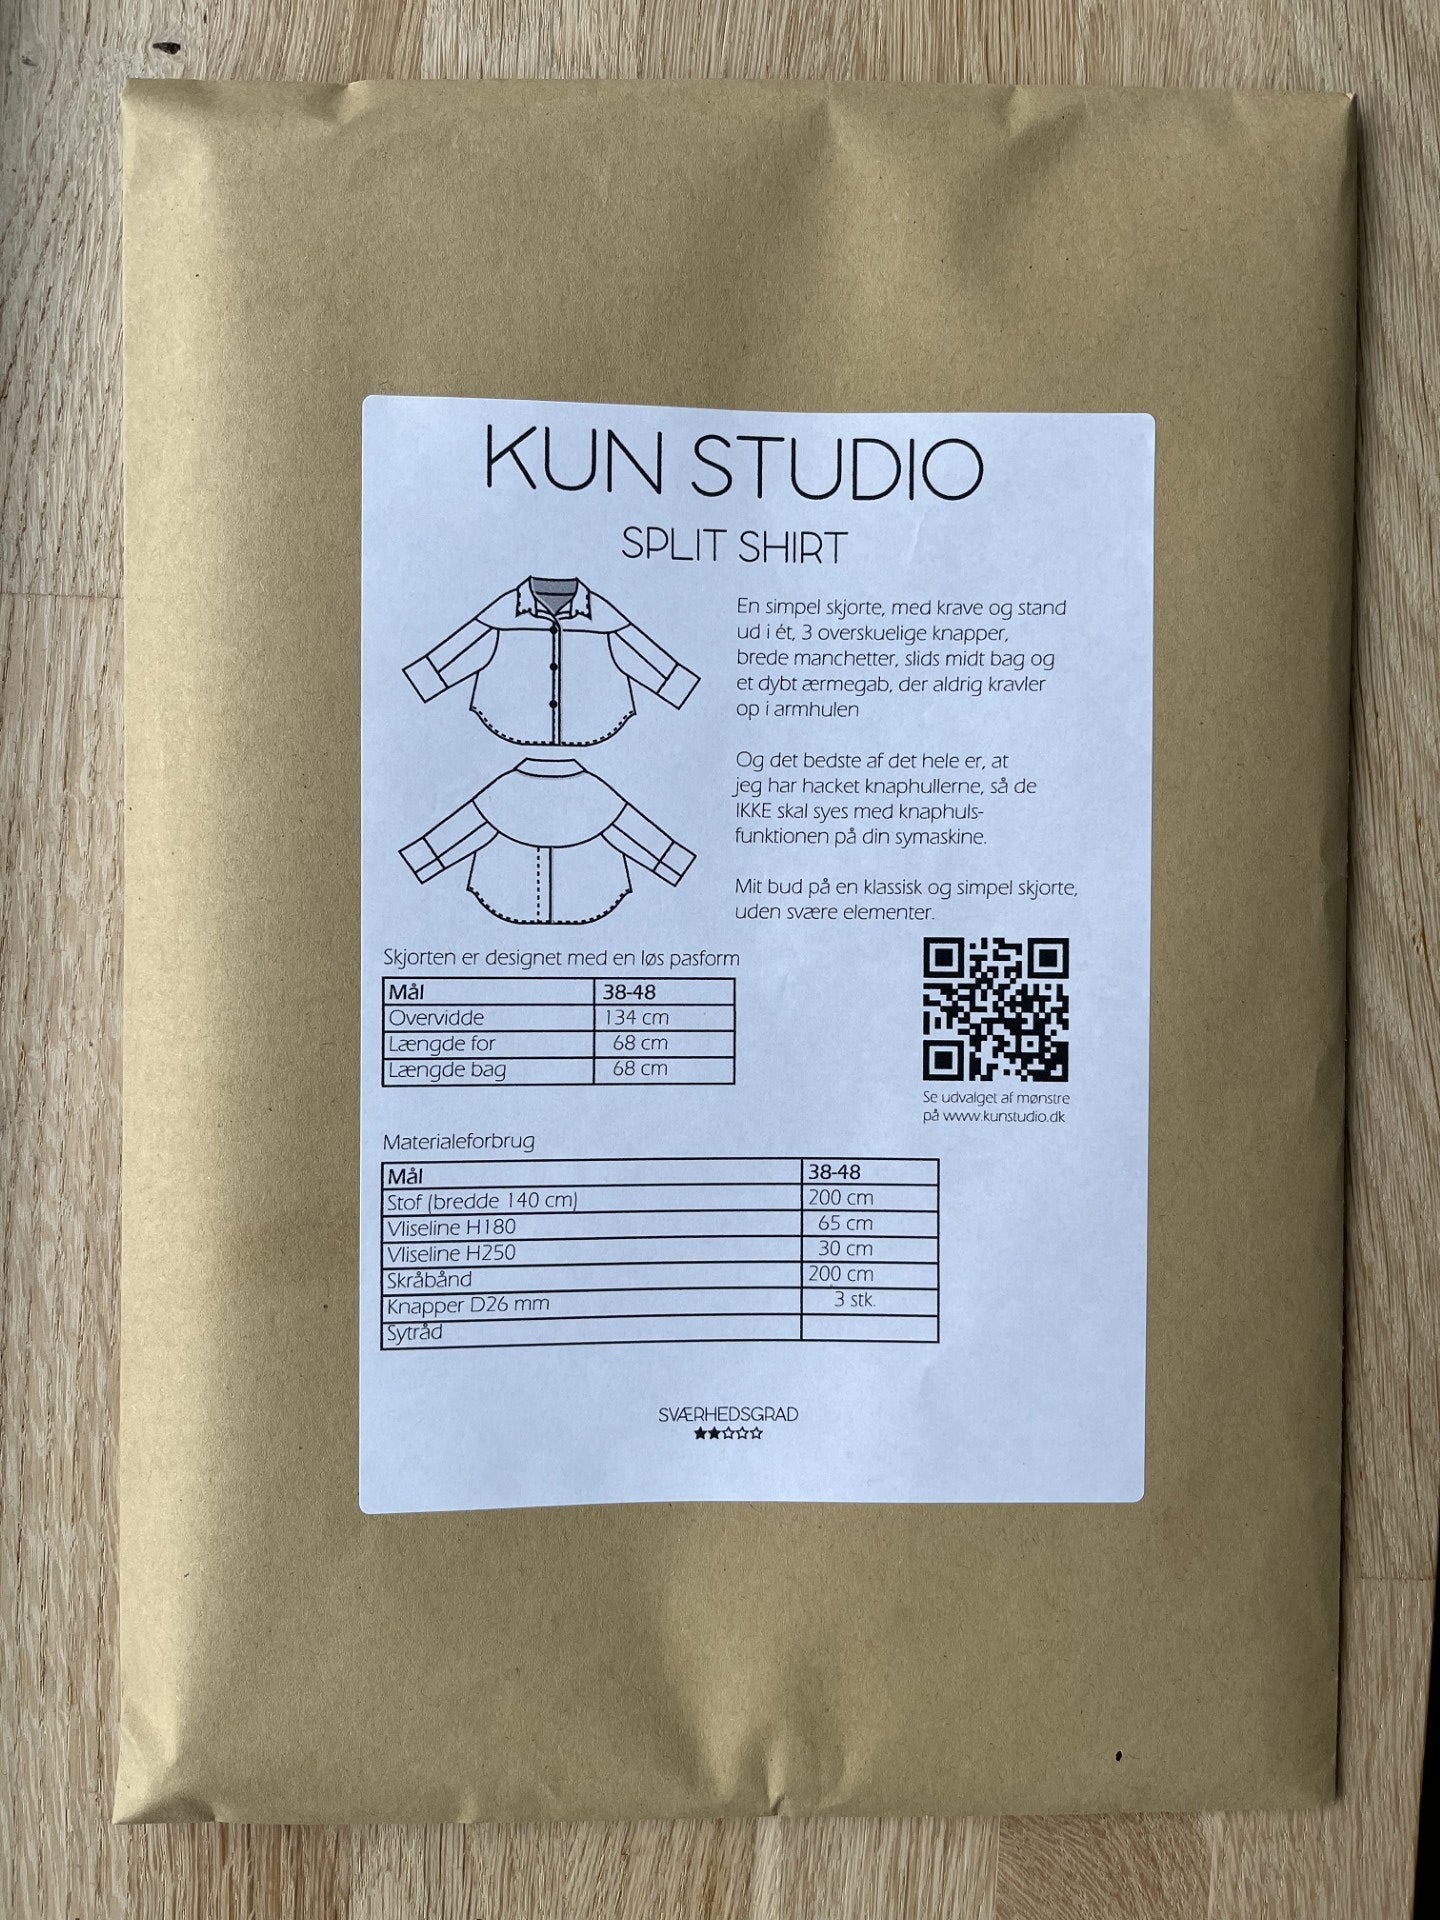 KUN STUDIO
SPLIT SHIRT
En simpel skjorte, med krave og stand
ud i ét, 3 overskuelige knapper,
brede manchetter, slids midt bag og
et dybt ærmegab, der aldrig kravler
op i armhulen
Og det bedste af det hele er, at
jeg har hacket knaphullerne, så de
IKKE skal syes med knaphuls-
funktionen på din symaskine.
Mit bud på en klassisk og simpel skjorte,
uden svære elementer.
Skjorten er designet med en løs pasform
Mål 38-48
Overvidde 134 cm
Længde for 68 cm
Længde bag 68 cm
Se udvalget af mønstre
på www.kunstudio.dk
Materialeforbrug
Mål 38-48
Stof (bredde 140 cm) 200 cm
Vliseline H180 65 cm
Vliseline H250 30 cm
Skråbånd 200 cm
Knapper D26 mm 3 stk.
Sytråd
SVÆRHEDSGRAD
★★☆☆☆